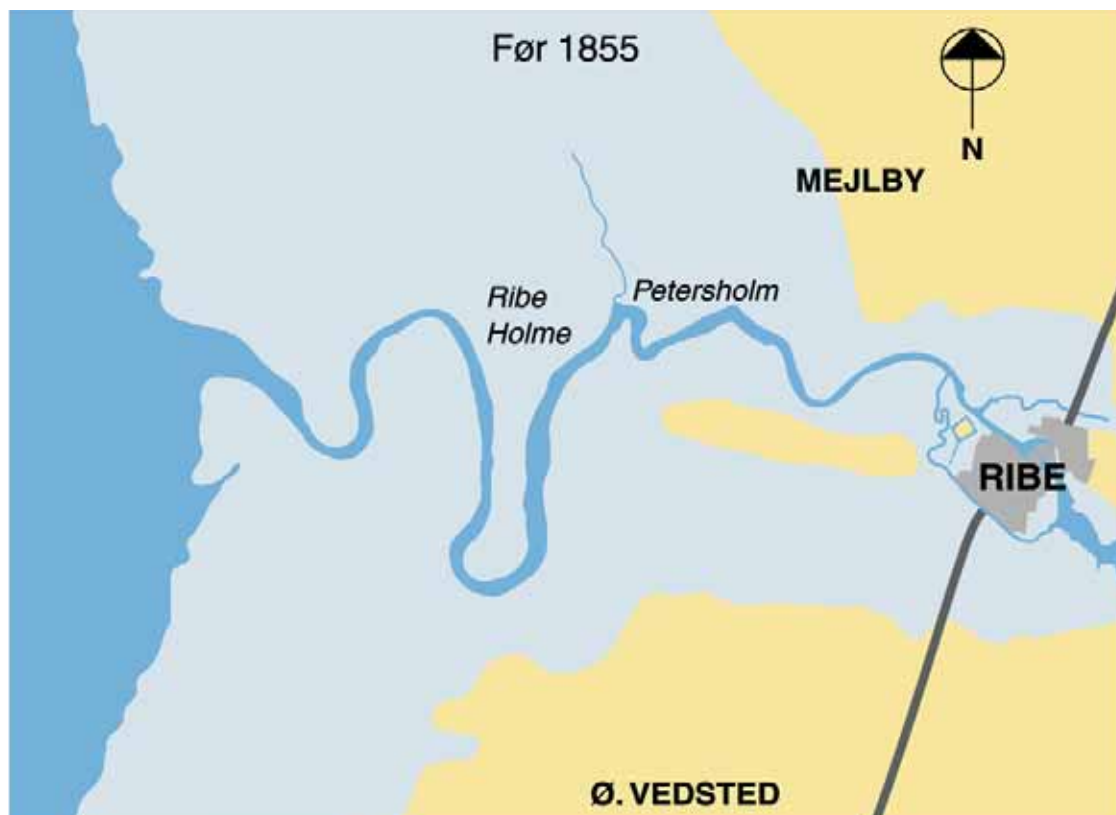 Før 1855
N
MEJLBY
Ribe
Holme
Petersholm
RIBE
Ø. VEDSTED